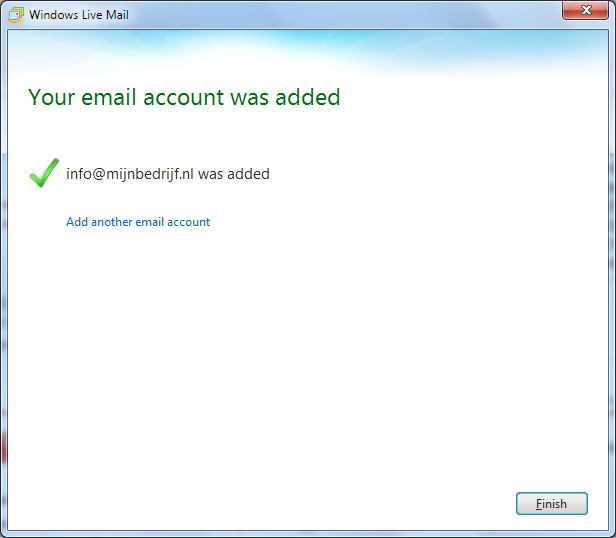 Windows Live Mail
Your email account was added
info@mijnbedrijf.nl was added
Add another email account
Finish